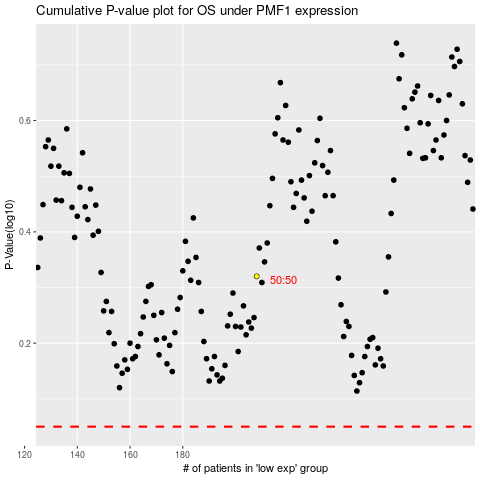 Cumulative P-value plot for OS under PMF1 expression
P-Value(log10)
0.6
0.4
0.2
50:50
120 140 160 180
# of patients in 'low exp' group